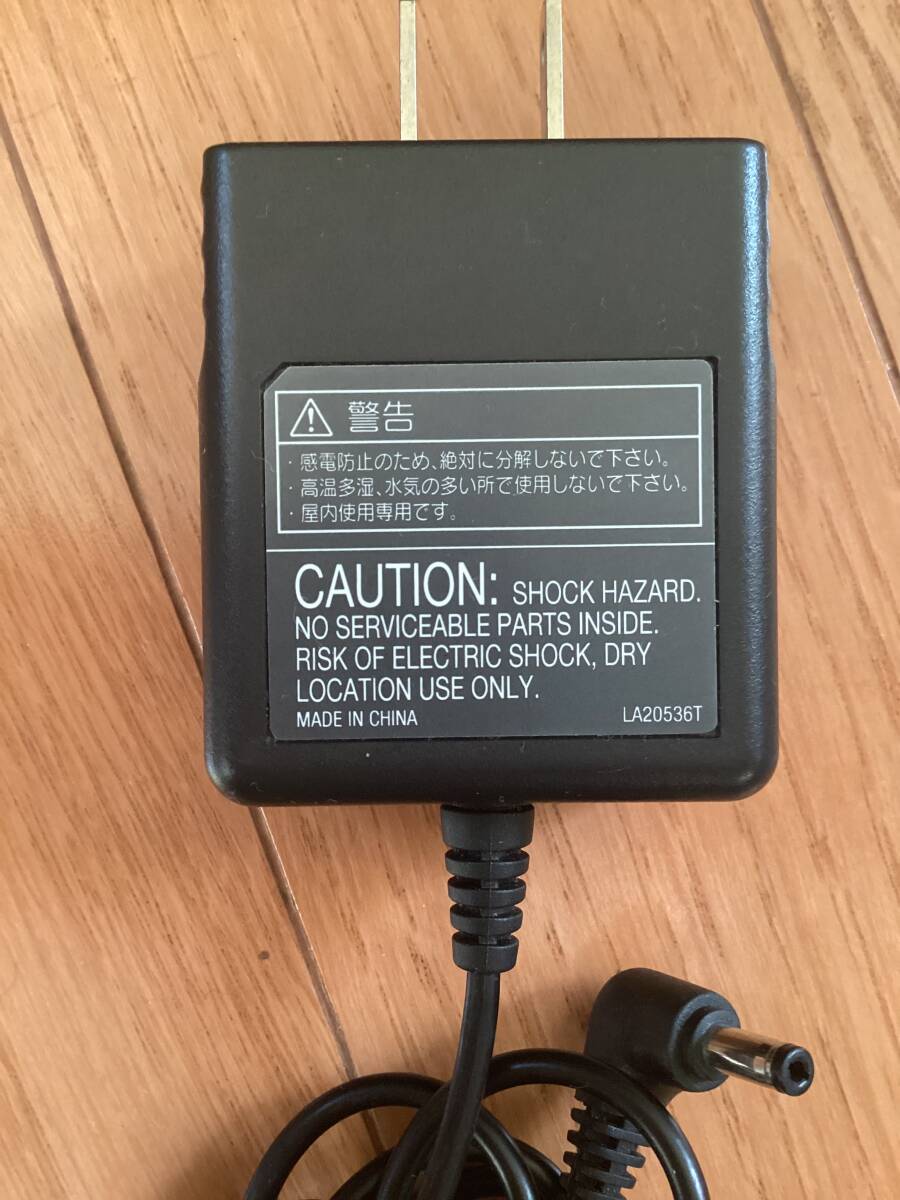 警告
・感電防止のため、絶対に分解しないで下さい。
・高温多湿、水気の多い所で使用しないで下さい。
・屋内使用専用です。
CAUTION: SHOCK HAZARD.
NO SERVICEABLE PARTS INSIDE.
RISK OF ELECTRIC SHOCK, DRY
LOCATION USE ONLY.
MADE IN CHINA LA20536T